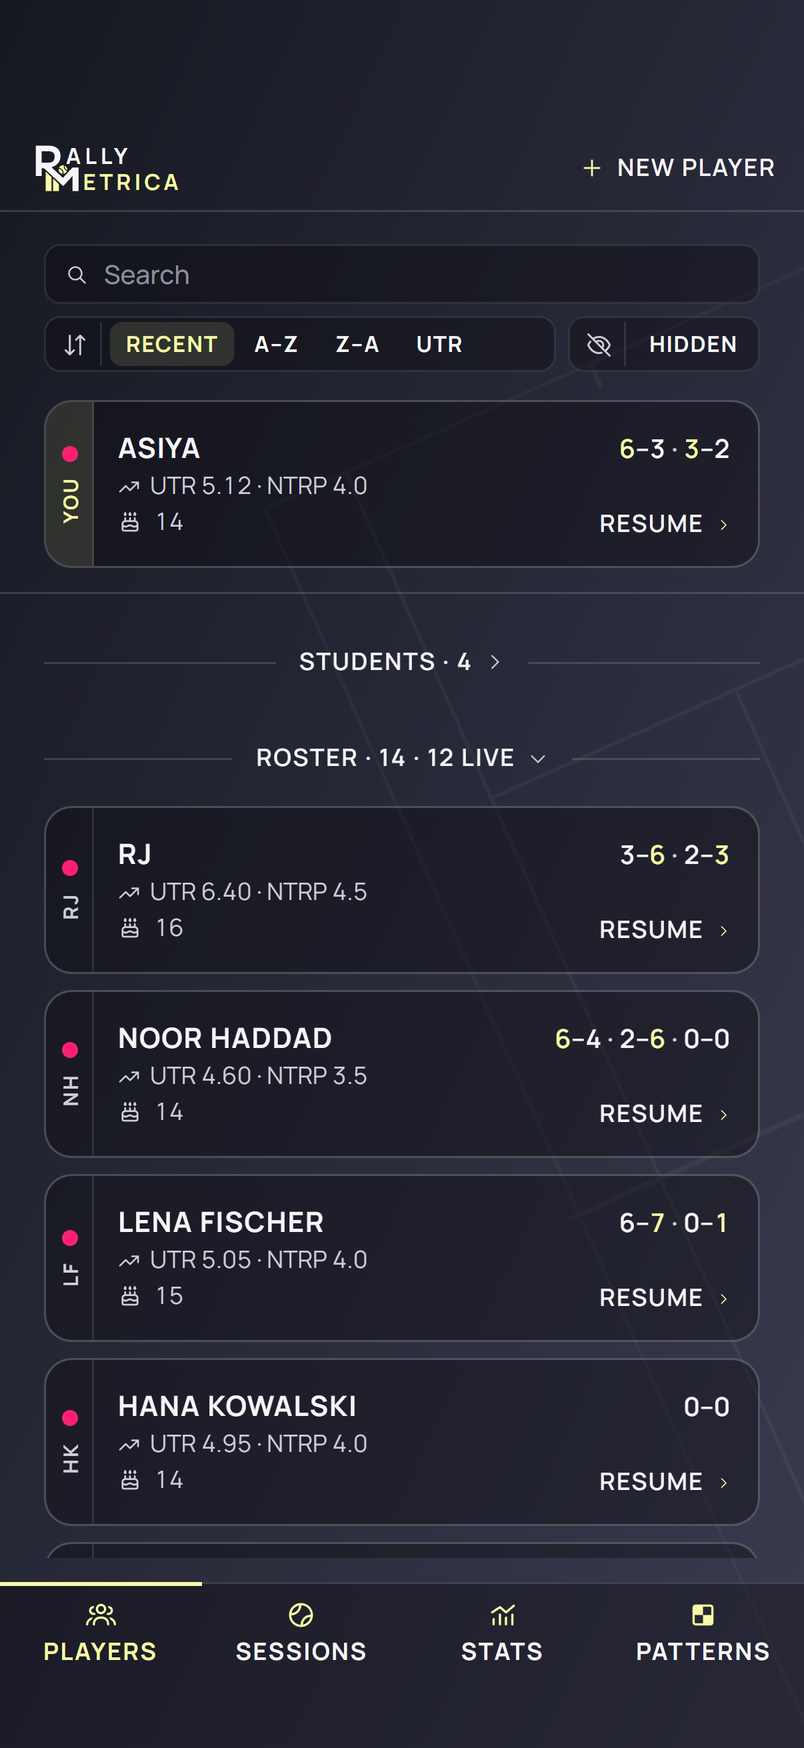 RALLY
METRICA
+ NEW PLAYER
Search
RECENT A–Z Z–A UTR HIDDEN
YOU
ASIYA 6–3 · 3–2
UTR 5.12 · NTRP 4.0
14 RESUME >
STUDENTS · 4 >
ROSTER · 14 · 12 LIVE
RJ
RJ 3–6 · 2–3
UTR 6.40 · NTRP 4.5
16 RESUME >
NH
NOOR HADDAD 6–4 · 2–6 · 0–0
UTR 4.60 · NTRP 3.5
14 RESUME >
LF
LENA FISCHER 6–7 · 0–1
UTR 5.05 · NTRP 4.0
15 RESUME >
HK
HANA KOWALSKI 0–0
UTR 4.95 · NTRP 4.0
14 RESUME >
PLAYERS SESSIONS STATS PATTERNS